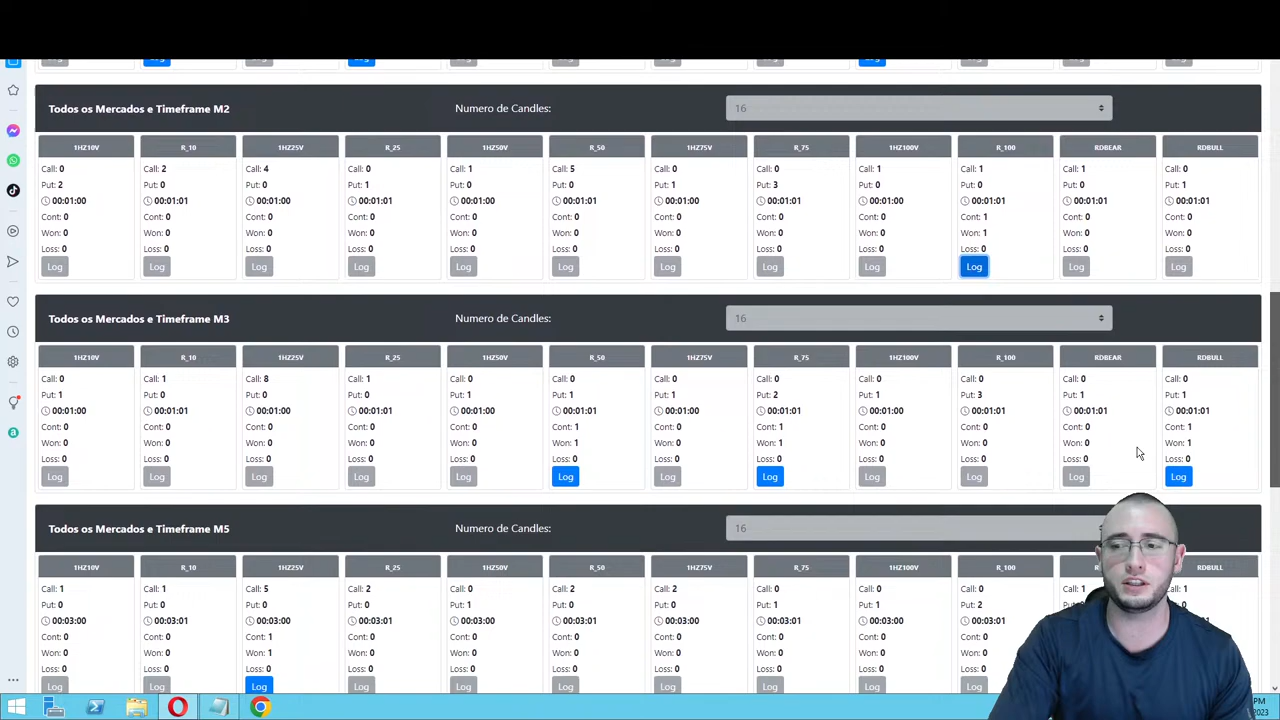 Log Log Log Log Log Log Log Log Log Log Log Log
Todos os Mercados e Timeframe M2 Numero de Candles: 16
1HZ10V R_10 1HZ25V R_25 1HZ50V R_50 1HZ75V R_75 1HZ100V R_100 RDBEAR RDBULL
Call: 0 Call: 2 Call: 4 Call: 0 Call: 1 Call: 5 Call: 0 Call: 0 Call: 1 Call: 1 Call: 1 Call: 0
Put: 2 Put: 0 Put: 0 Put: 1 Put: 0 Put: 0 Put: 1 Put: 3 Put: 0 Put: 0 Put: 0 Put: 1
00:01:00 00:01:01 00:01:00 00:01:01 00:01:00 00:01:01 00:01:00 00:01:01 00:01:00 00:01:01 00:01:01 00:01:01
Cont: 0 Cont: 0 Cont: 0 Cont: 0 Cont: 0 Cont: 0 Cont: 0 Cont: 0 Cont: 0 Cont: 1 Cont: 0 Cont: 0
Won: 0 Won: 0 Won: 0 Won: 0 Won: 0 Won: 0 Won: 0 Won: 0 Won: 0 Won: 1 Won: 0 Won: 0
Loss: 0 Loss: 0 Loss: 0 Loss: 0 Loss: 0 Loss: 0 Loss: 0 Loss: 0 Loss: 0 Loss: 0 Loss: 0 Loss: 0
Log Log Log Log Log Log Log Log Log Log Log Log
Todos os Mercados e Timeframe M3 Numero de Candles: 16
1HZ10V R_10 1HZ25V R_25 1HZ50V R_50 1HZ75V R_75 1HZ100V R_100 RDBEAR RDBULL
Call: 0 Call: 1 Call: 8 Call: 1 Call: 0 Call: 0 Call: 0 Call: 0 Call: 0 Call: 0 Call: 0 Call: 0
Put: 1 Put: 0 Put: 0 Put: 0 Put: 1 Put: 1 Put: 1 Put: 2 Put: 1 Put: 3 Put: 1 Put: 1
00:01:00 00:01:01 00:01:00 00:01:01 00:01:00 00:01:01 00:01:00 00:01:01 00:01:00 00:01:01 00:01:01 00:01:01
Cont: 0 Cont: 0 Cont: 0 Cont: 0 Cont: 0 Cont: 1 Cont: 0 Cont: 1 Cont: 0 Cont: 0 Cont: 0 Cont: 1
Won: 0 Won: 0 Won: 0 Won: 0 Won: 0 Won: 1 Won: 0 Won: 1 Won: 0 Won: 0 Won: 0 Won: 1
Loss: 0 Loss: 0 Loss: 0 Loss: 0 Loss: 0 Loss: 0 Loss: 0 Loss: 0 Loss: 0 Loss: 0 Loss: 0 Loss: 0
Log Log Log Log Log Log Log Log Log Log Log Log
Todos os Mercados e Timeframe M5 Numero de Candles: 16
1HZ10V R_10 1HZ25V R_25 1HZ50V R_50 1HZ75V R_75 1HZ100V R_100 RDBULL
Call: 1 Call: 1 Call: 5 Call: 2 Call: 0 Call: 2 Call: 2 Call: 0 Call: 0 Call: 0 Call: 1
Put: 0 Put: 0 Put: 0 Put: 0 Put: 1 Put: 0 Put: 0 Put: 1 Put: 1 Put: 2
00:03:00 00:03:01 00:03:00 00:03:01 00:03:00 00:03:01 00:03:00 00:03:01 00:03:00 00:03:01 00:03:01
Cont: 0 Cont: 0 Cont: 1 Cont: 0 Cont: 0 Cont: 0 Cont: 0 Cont: 0 Cont: 0 Cont: 0
Won: 0 Won: 0 Won: 1 Won: 0 Won: 0 Won: 0 Won: 0 Won: 0 Won: 0 Won: 0
Loss: 0 Loss: 0 Loss: 0 Loss: 0 Loss: 0 Loss: 0 Loss: 0 Loss: 0 Loss: 0 Loss: 0
Log Log Log Log Log Log Log Log Log Log
PM
2023